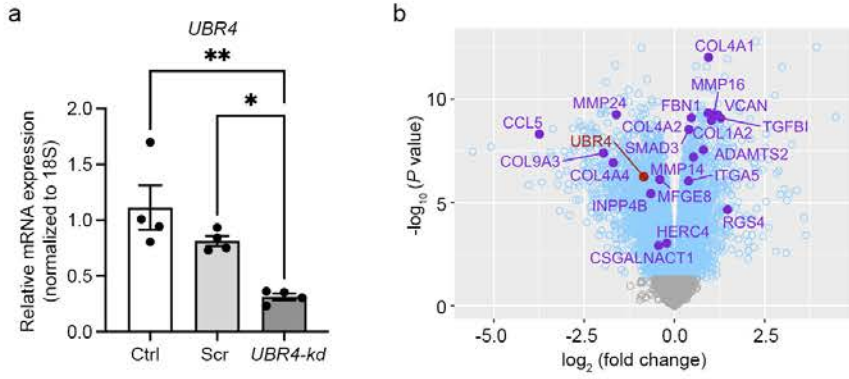 a
UBR4
**
*
Relative mRNA expression
(normalized to 18S)
2.0
1.5
1.0
0.5
0.0
Ctrl
Scr
UBR4-kd
b
-log10 (P value)
10
5
0
COL4A1
MMP16
MMP24
FBN1
VCAN
CCL5
COL4A2
COL1A2
TGFBI
UBR4
SMAD3
ADAMTS2
COL9A3
MMP14
COL4A4
ITGA5
INPP4B
MFGE8
RGS4
HERC4
CSGALNACT1
-5.0
-2.5
0.0
2.5
log2 (fold change)